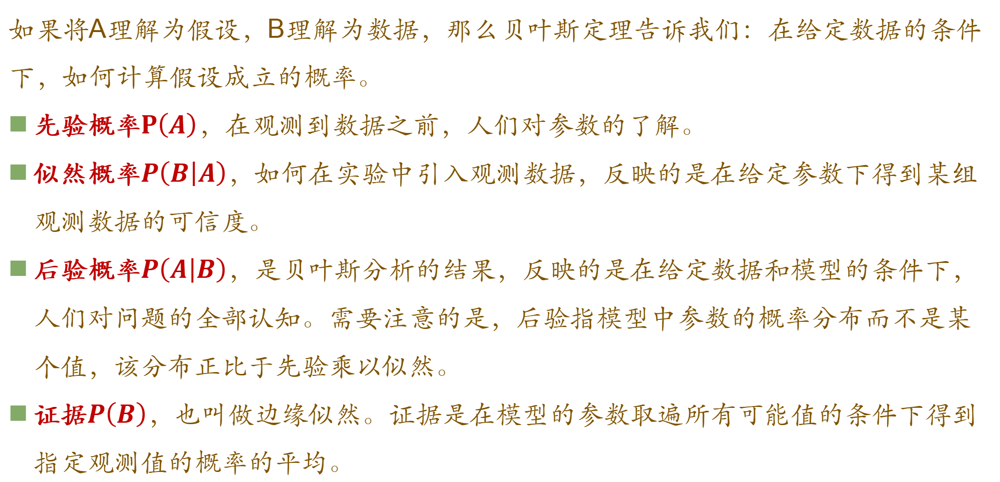 如果将A理解为假设，B理解为数据，那么贝叶斯定理告诉我们：在给定数据的条件
下，如何计算假设成立的概率。
先验概率P(A)，在观测到数据之前，人们对参数的了解。
似然概率P(B|A)，如何在实验中引入观测数据，反映的是在给定参数下得到某组
观测数据的可信度。
后验概率P(A|B)，是贝叶斯分析的结果，反映的是在给定数据和模型的条件下，
人们对问题的全部认知。需要注意的是，后验指模型中参数的概率分布而不是某
个值，该分布正比于先验乘以似然。
证据P(B)，也叫做边缘似然。证据是在模型的参数取遍所有可能值的条件下得到
指定观测值的概率的平均。